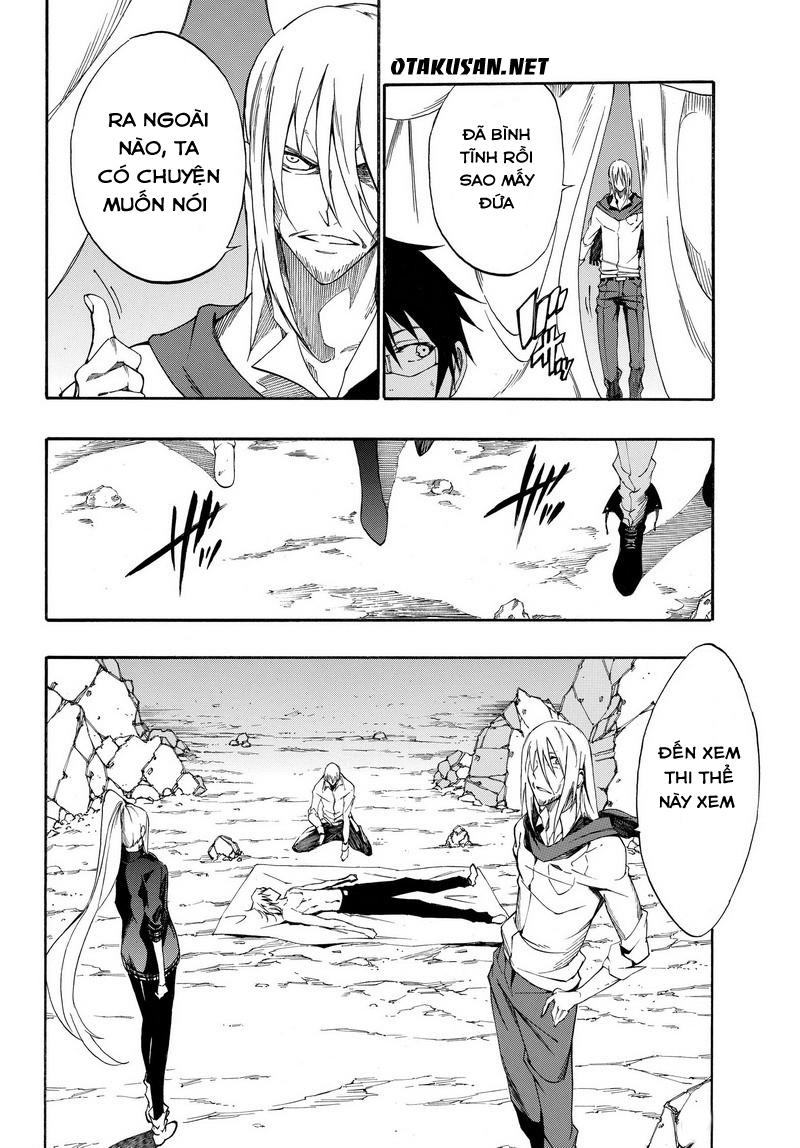 OTAKUSAN.NET
ĐÃ BÌNH
TĨNH RỒI
SAO MẤY
ĐỨA
RA NGOÀI
NÀO, TA
CÓ CHUYỆN
MUỐN NÓI
ĐẾN XEM
THI THỂ
NÀY XEM